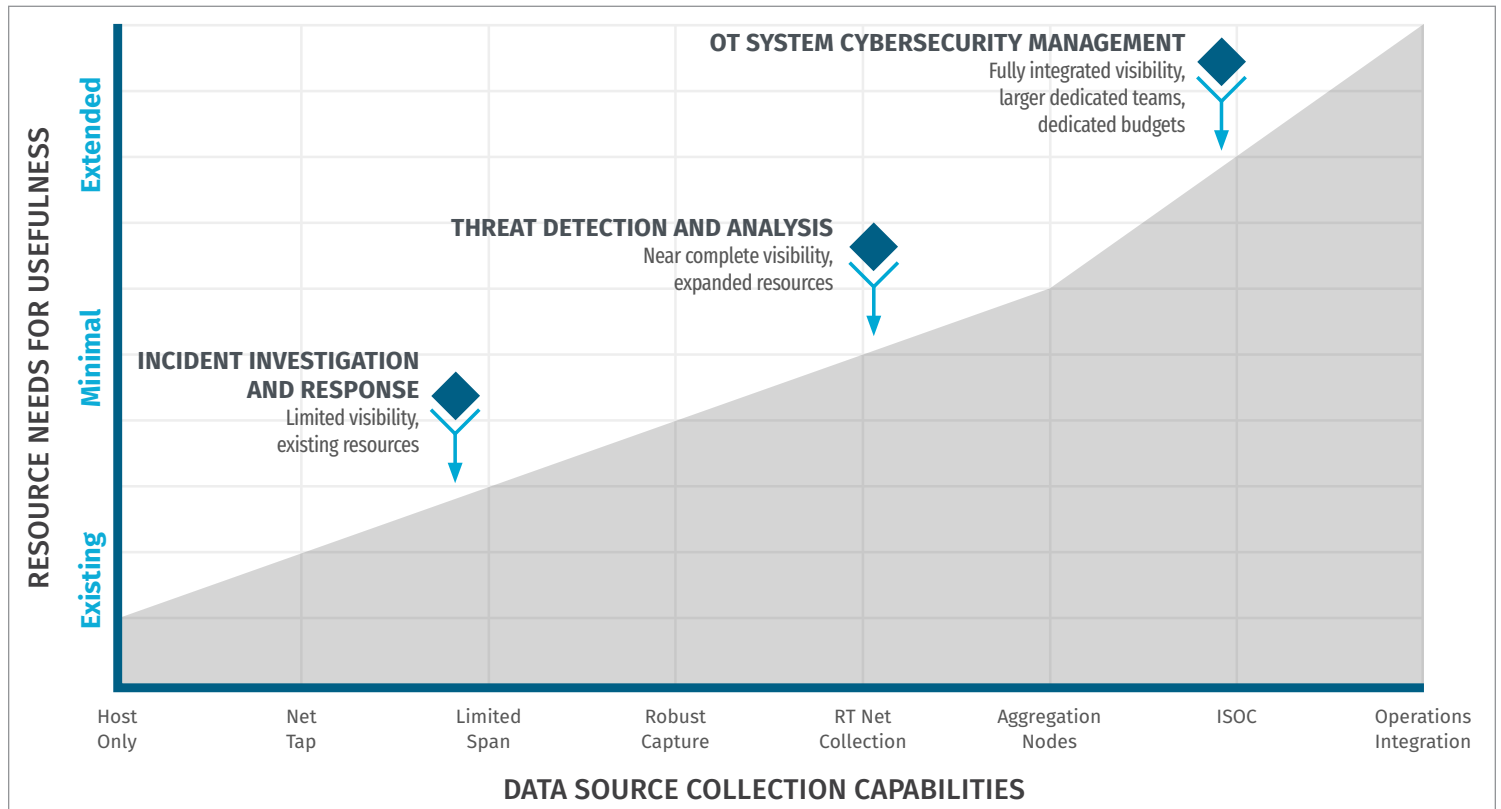 OT SYSTEM CYBERSECURITY MANAGEMENT
Fully integrated visibility,
larger dedicated teams,
dedicated budgets
THREAT DETECTION AND ANALYSIS
Near complete visibility,
expanded resources
INCIDENT INVESTIGATION
AND RESPONSE
Limited visibility,
existing resources
RESOURCE NEEDS FOR USEFULNESS
Extended
Minimal
Existing
Host
Only
Net
Tap
Limited
Span
Robust
Capture
RT Net
Collection
Aggregation
Nodes
ISOC
Operations
Integration
DATA SOURCE COLLECTION CAPABILITIES